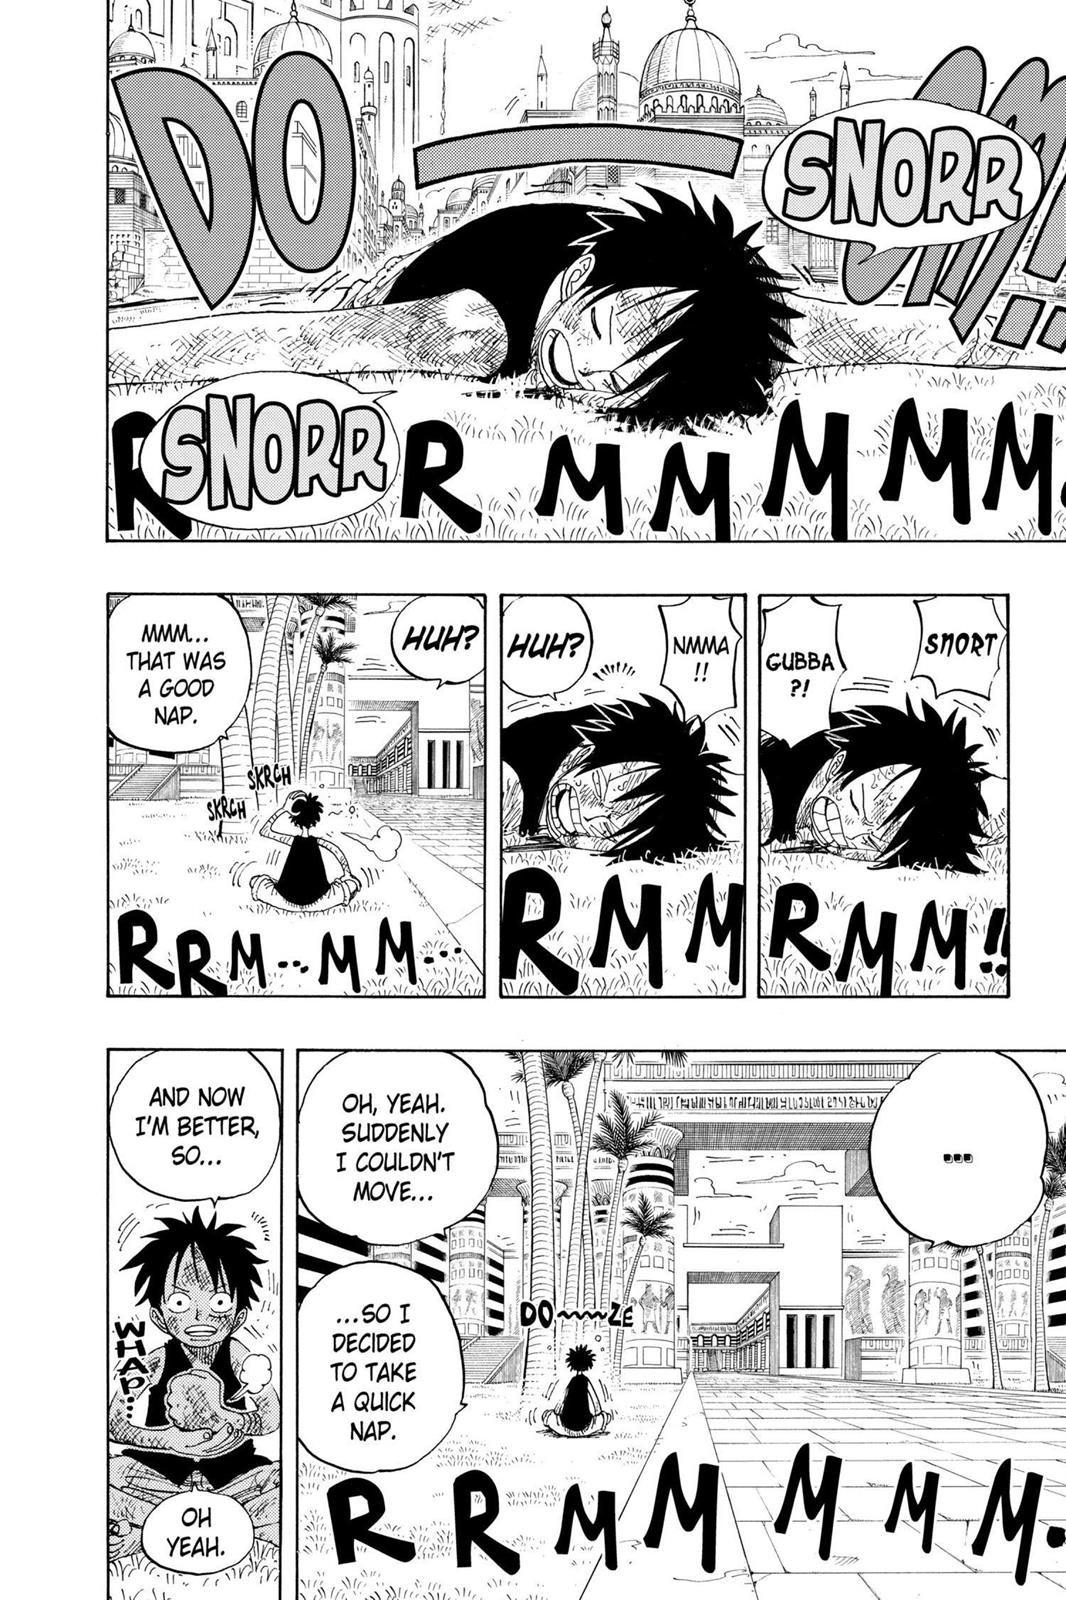 DO—
SNORR
SNORR
R R M M M M M
SNORT
GUBBA
?!
RMMM!!
NMMA
!!
HUH?
RMM
HUH?
MMM...
THAT WAS
A GOOD
NAP.
SKRCH
SKRCH
RRM...MM...
...
DO~~~ZE
OH, YEAH.
SUDDENLY
I COULDN'T
MOVE...
...SO I
DECIDED
TO TAKE
A QUICK
NAP.
RRMMMMM.
AND NOW
I'M BETTER,
SO...
WHAP...
OH
YEAH.